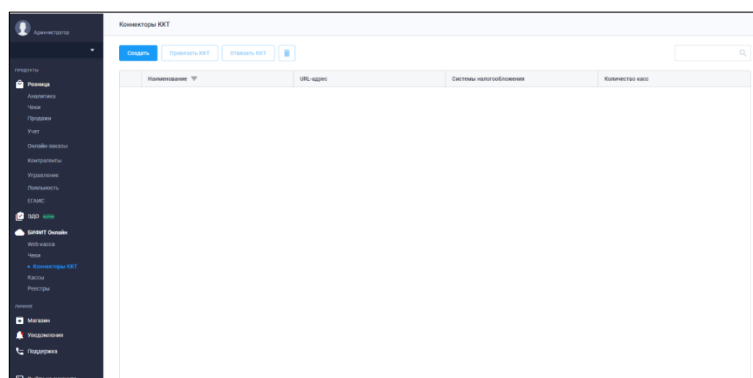 Администратор
Коннекторы ККТ
Создать
Привязать ККТ
Отвязать ККТ
Наименование
URL-адрес
Системы налогообложения
Количество касс
ПРОДУКТЫ
Розница
Аналитика
Чеки
Продажи
Учет
Онлайн-заказы
Контрагенты
Управление
Лояльность
ЕГАИС
ЭДО
БИФИТ Онлайн
Web-касса
Чеки
Коннекторы ККТ
Кассы
Реестры
Магазин
Уведомления
Поддержка